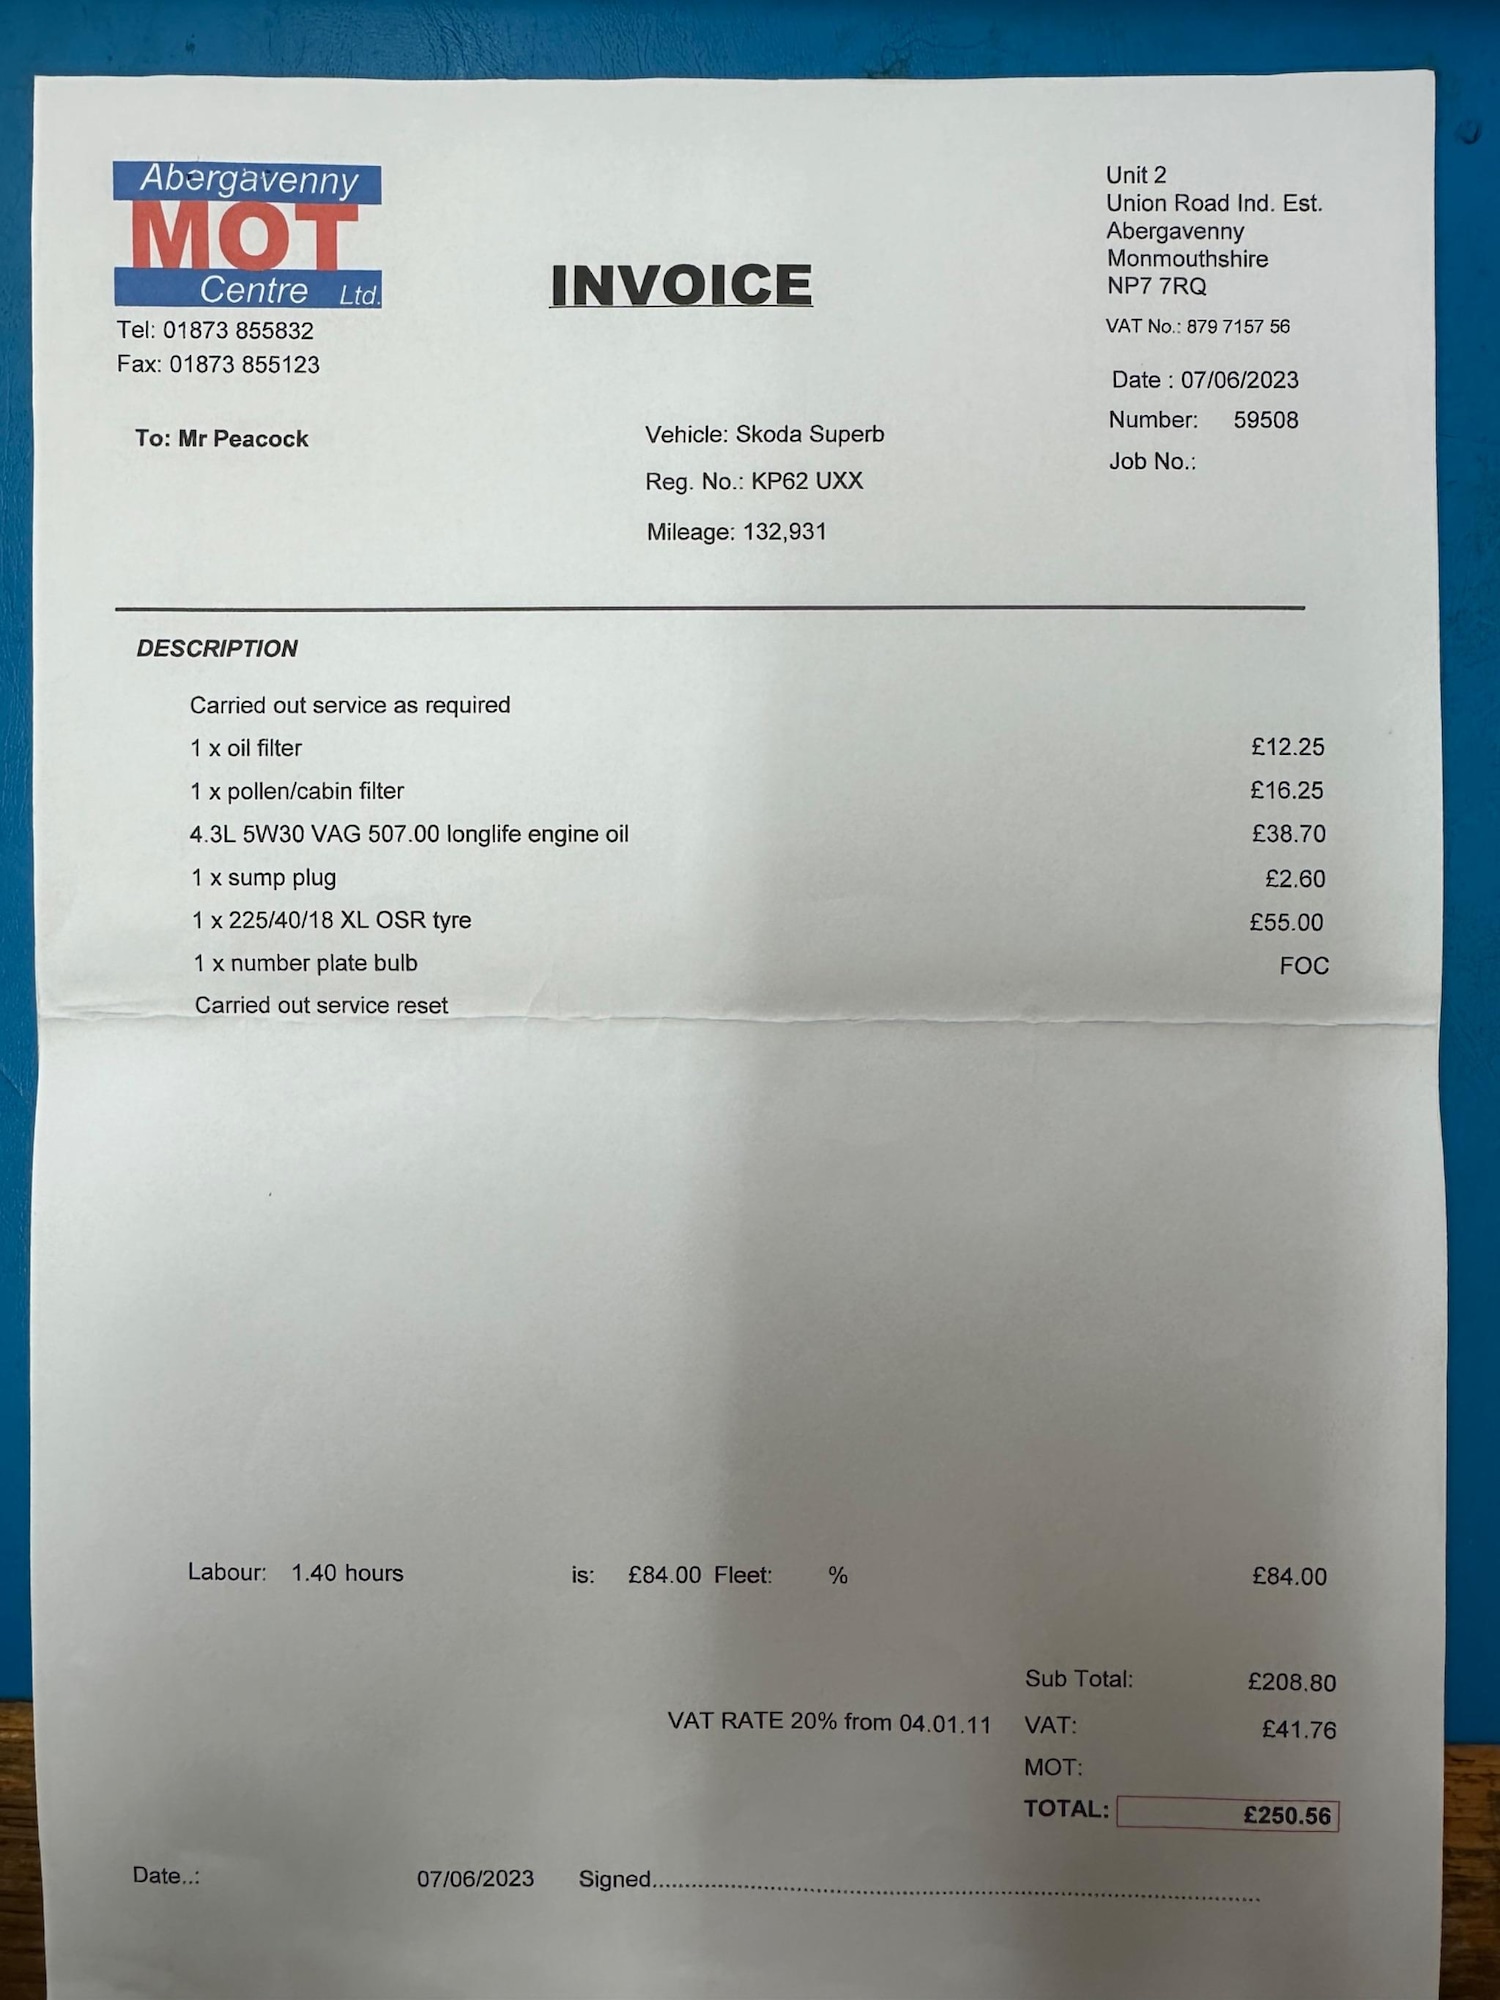 Abergavenny
MOT
Centre Ltd.
Tel: 01873 855832
Fax: 01873 855123
INVOICE
Unit 2
Union Road Ind. Est.
Abergavenny
Monmouthshire
NP7 7RQ
VAT No.: 879 7157 56
Date : 07/06/2023
Number: 59508
Job No.:
To: Mr Peacock
Vehicle: Skoda Superb
Reg. No.: KP62 UXX
Mileage: 132,931
DESCRIPTION
Carried out service as required
1 x oil filter £12.25
1 x pollen/cabin filter £16.25
4.3L 5W30 VAG 507.00 longlife engine oil £38.70
1 x sump plug £2.60
1 x 225/40/18 XL OSR tyre £55.00
1 x number plate bulb FOC
Carried out service reset
Labour: 1.40 hours is: £84.00 Fleet: % £84.00
Sub Total: £208.80
VAT RATE 20% from 04.01.11 VAT: £41.76
MOT:
TOTAL: £250.56
Date..: 07/06/2023 Signed..........................................................................................